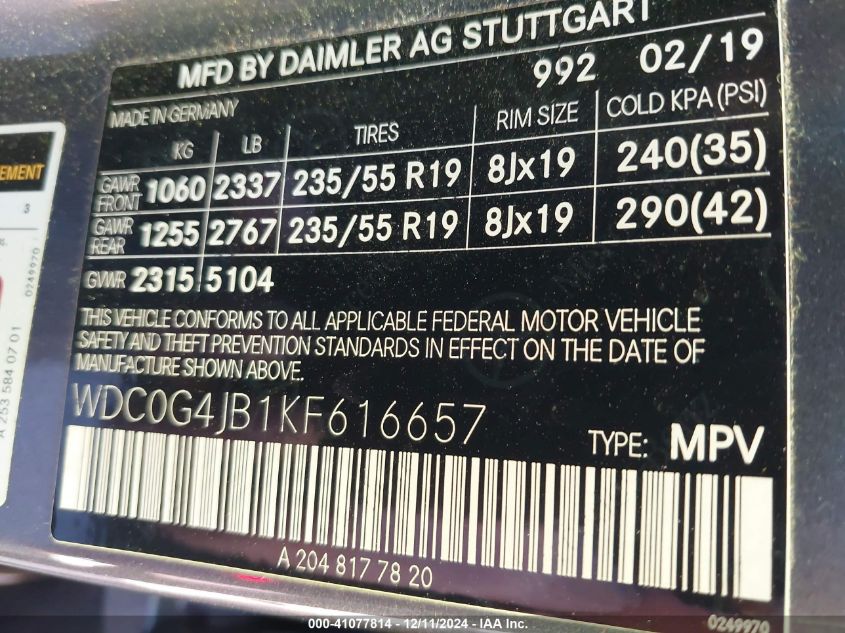 MFD BY DAIMLER AG STUTTGART
992 02/19
MADE IN GERMANY
KG LB TIRES RIM SIZE COLD KPA (PSI)
GAWR FRONT 1060 2337 235/55 R19 8Jx19 240(35)
GAWR REAR 1255 2767 235/55 R19 8Jx19 290(42)
GVWR 2315 5104
THIS VEHICLE CONFORMS TO ALL APPLICABLE FEDERAL MOTOR VEHICLE
SAFETY AND THEFT PREVENTION STANDARDS IN EFFECT ON THE DATE OF
MANUFACTURE SHOWN ABOVE.
WDC0G4JB1KF616657
TYPE: MPV
A 204 817 78 20
0249970
EMENT
3
0249970
A 253 584 07 01
000-41077814 - 12/11/2024 - IAA Inc.